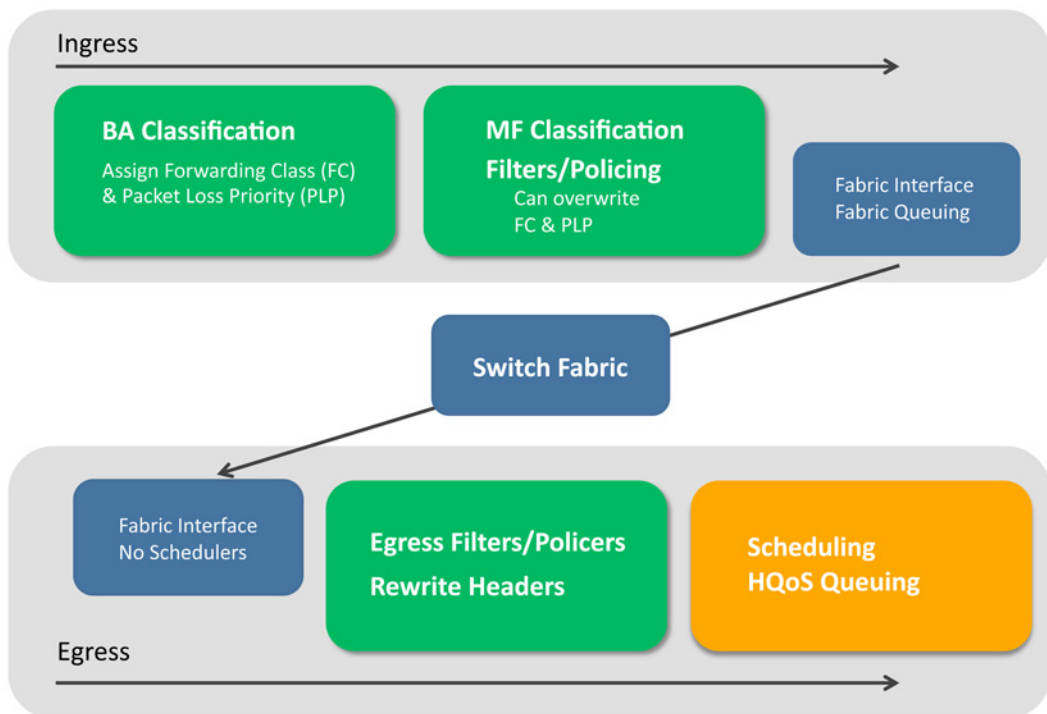 Ingress
BA Classification
Assign Forwarding Class (FC)
& Packet Loss Priority (PLP)
MF Classification
Filters/Policing
Can overwrite
FC & PLP
Fabric Interface
Fabric Queuing
Switch Fabric
Fabric Interface
No Schedulers
Egress Filters/Policers
Rewrite Headers
Scheduling
HQoS Queuing
Egress